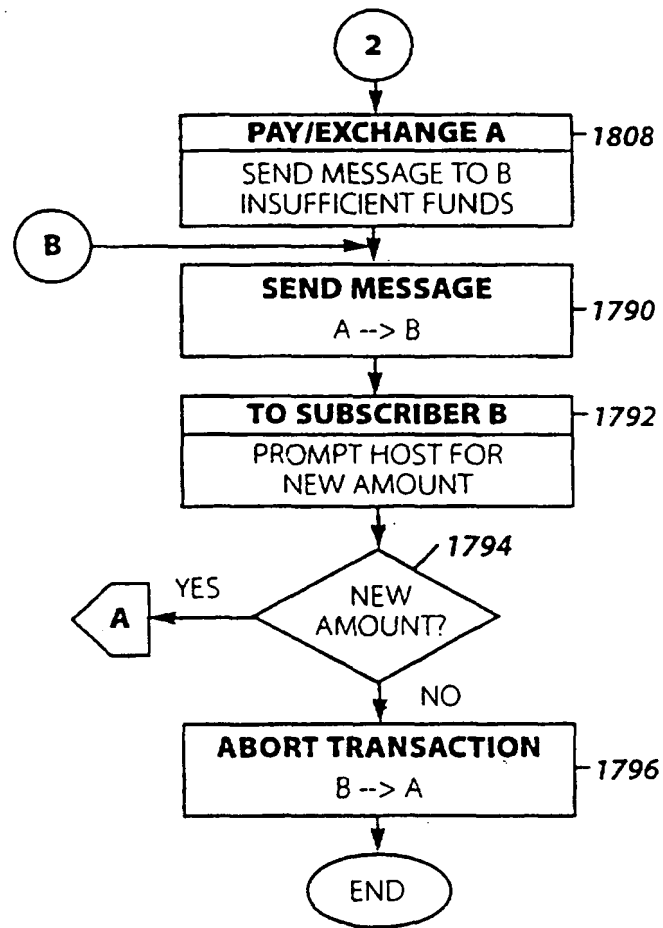 2
PAY/EXCHANGE A
1808
SEND MESSAGE TO B
INSUFFICIENT FUNDS
B
SEND MESSAGE
1790
A --> B
TO SUBSCRIBER B
1792
PROMPT HOST FOR
NEW AMOUNT
1794
YES
A
NEW
AMOUNT?
NO
ABORT TRANSACTION
1796
B --> A
END